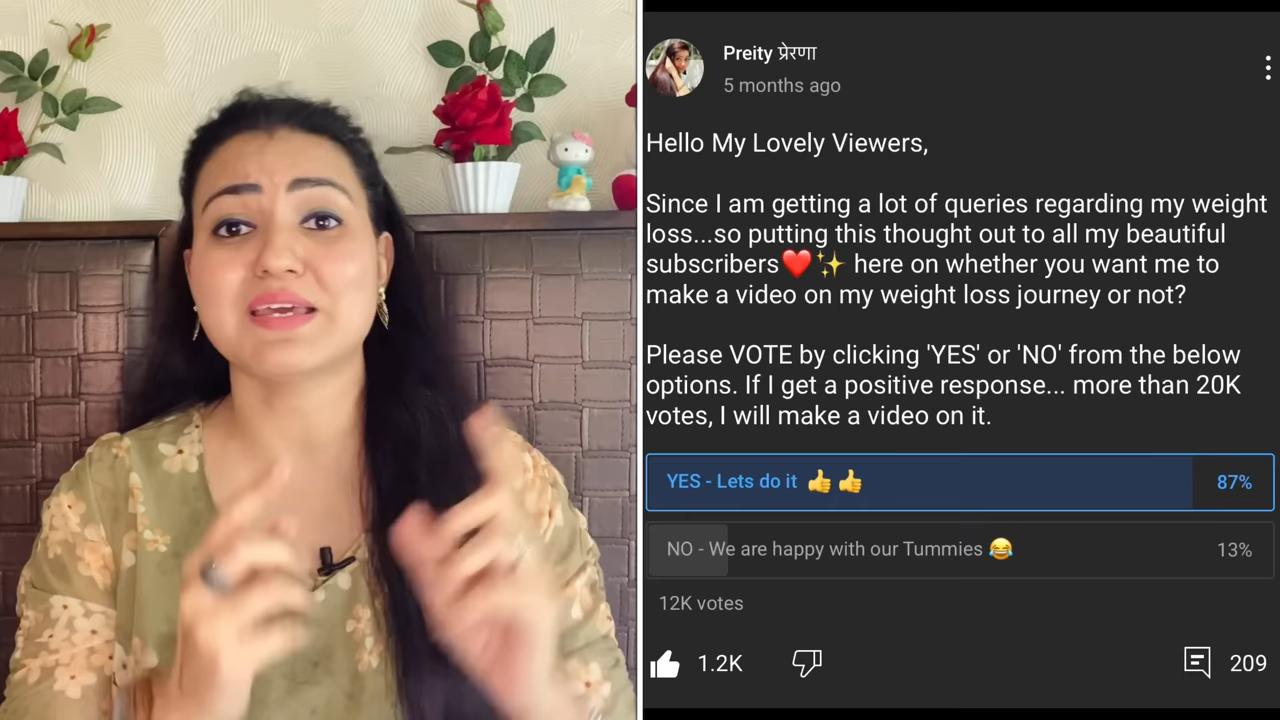 Preity प्रेरणा
5 months ago
Hello My Lovely Viewers,
Since I am getting a lot of queries regarding my weight
loss...so putting this thought out to all my beautiful
subscribers❤️✨ here on whether you want me to
make a video on my weight loss journey or not?
Please VOTE by clicking 'YES' or 'NO' from the below
options. If I get a positive response... more than 20K
votes, I will make a video on it.
YES - Lets do it 👍👍 87%
NO - We are happy with our Tummies 😂 13%
12K votes
1.2K 209